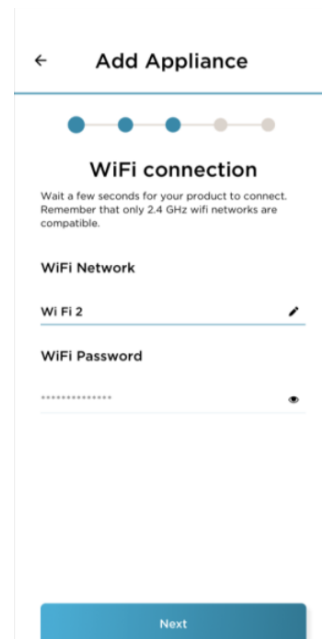 Add Appliance
WiFi connection
Wait a few seconds for your product to connect.
Remember that only 2.4 GHz wifi networks are
compatible.
WiFi Network
Wi Fi 2
WiFi Password
**************
Next